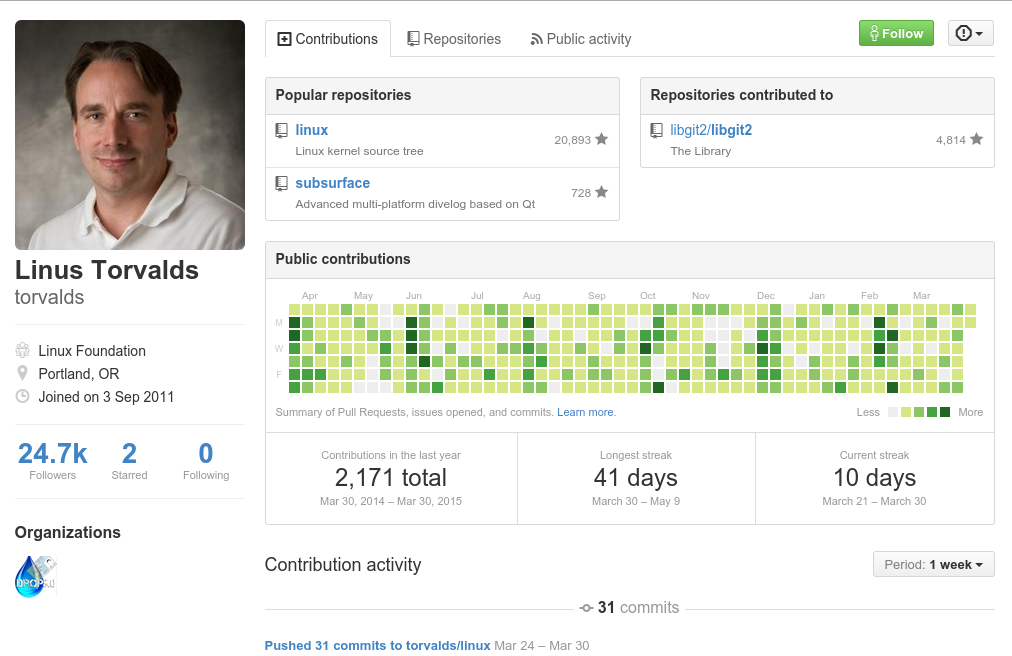 Contributions
Repositories
Public activity
Follow
Popular repositories
linux
20,893
Linux kernel source tree
subsurface
728
Advanced multi-platform divelog based on Qt
Repositories contributed to
libgit2/libgit2
4,814
The Library
Linus Torvalds
torvalds
Linux Foundation
Portland, OR
Joined on 3 Sep 2011
24.7k 2 0
Followers Starred Following
Organizations
Public contributions
Apr May Jun Jul Aug Sep Oct Nov Dec Jan Feb Mar
M
W
F
Summary of Pull Requests, issues opened, and commits. Learn more.
Less More
Contributions in the last year
2,171 total
Mar 30, 2014 – Mar 30, 2015
Longest streak
41 days
March 30 – May 9
Current streak
10 days
March 21 – March 30
Contribution activity
Period: 1 week
31 commits
Pushed 31 commits to torvalds/linux Mar 24 – Mar 30